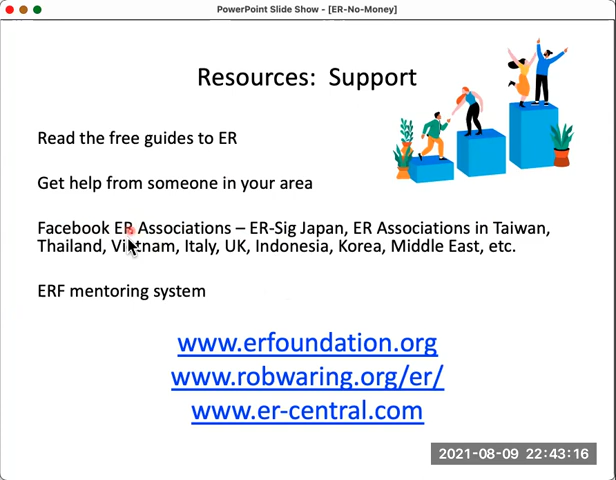 PowerPoint Slide Show - [ER-No-Money]
Resources:  Support
Read the free guides to ER
Get help from someone in your area
Facebook ER Associations – ER-Sig Japan, ER Associations in Taiwan,
Thailand, Vietnam, Italy, UK, Indonesia, Korea, Middle East, etc.
ERF mentoring system
www.erfoundation.org
www.robwaring.org/er/
www.er-central.com
2021-08-09 22:43:16